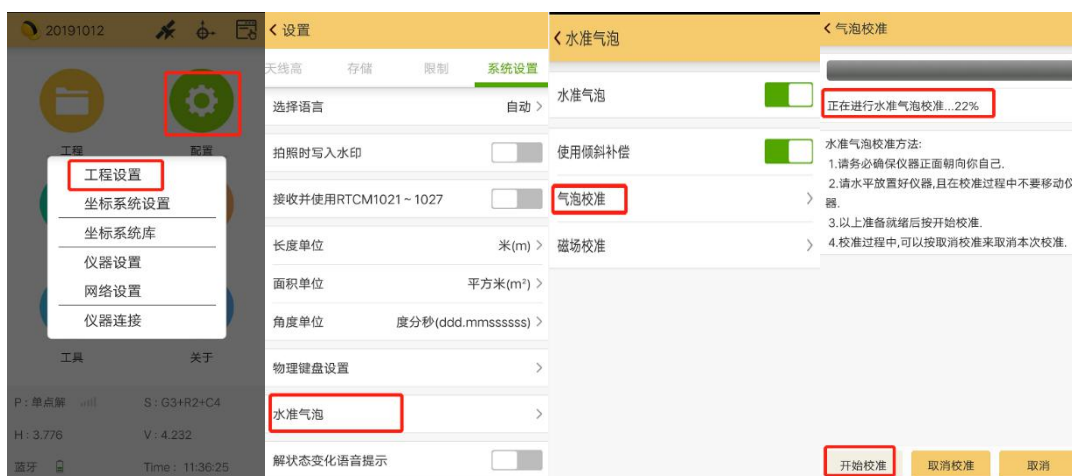 20191012
工程
配置
工程设置
坐标系统设置
坐标系统库
仪器设置
网络设置
仪器连接
工具
关于
P : 单点解
S : G3+R2+C4
H : 3.776
V : 4.232
蓝牙
Time : 11:36:25
设置
天线高
存储
限制
系统设置
选择语言
自动
拍照时写入水印
接收并使用RTCM1021 ~ 1027
长度单位
米(m)
面积单位
平方米(m²)
角度单位
度分秒(ddd.mmssssss)
物理键盘设置
水准气泡
解状态变化语音提示
水准气泡
水准气泡
使用倾斜补偿
气泡校准
磁场校准
气泡校准
正在进行水准气泡校准...22%
水准气泡校准方法:
1.请务必确保仪器正面朝向你自己.
2.请水平放置好仪器,且在校准过程中不要移动仪
器.
3.以上准备就绪后按开始校准.
4.校准过程中,可以按取消校准来取消本次校准.
开始校准
取消校准
取消